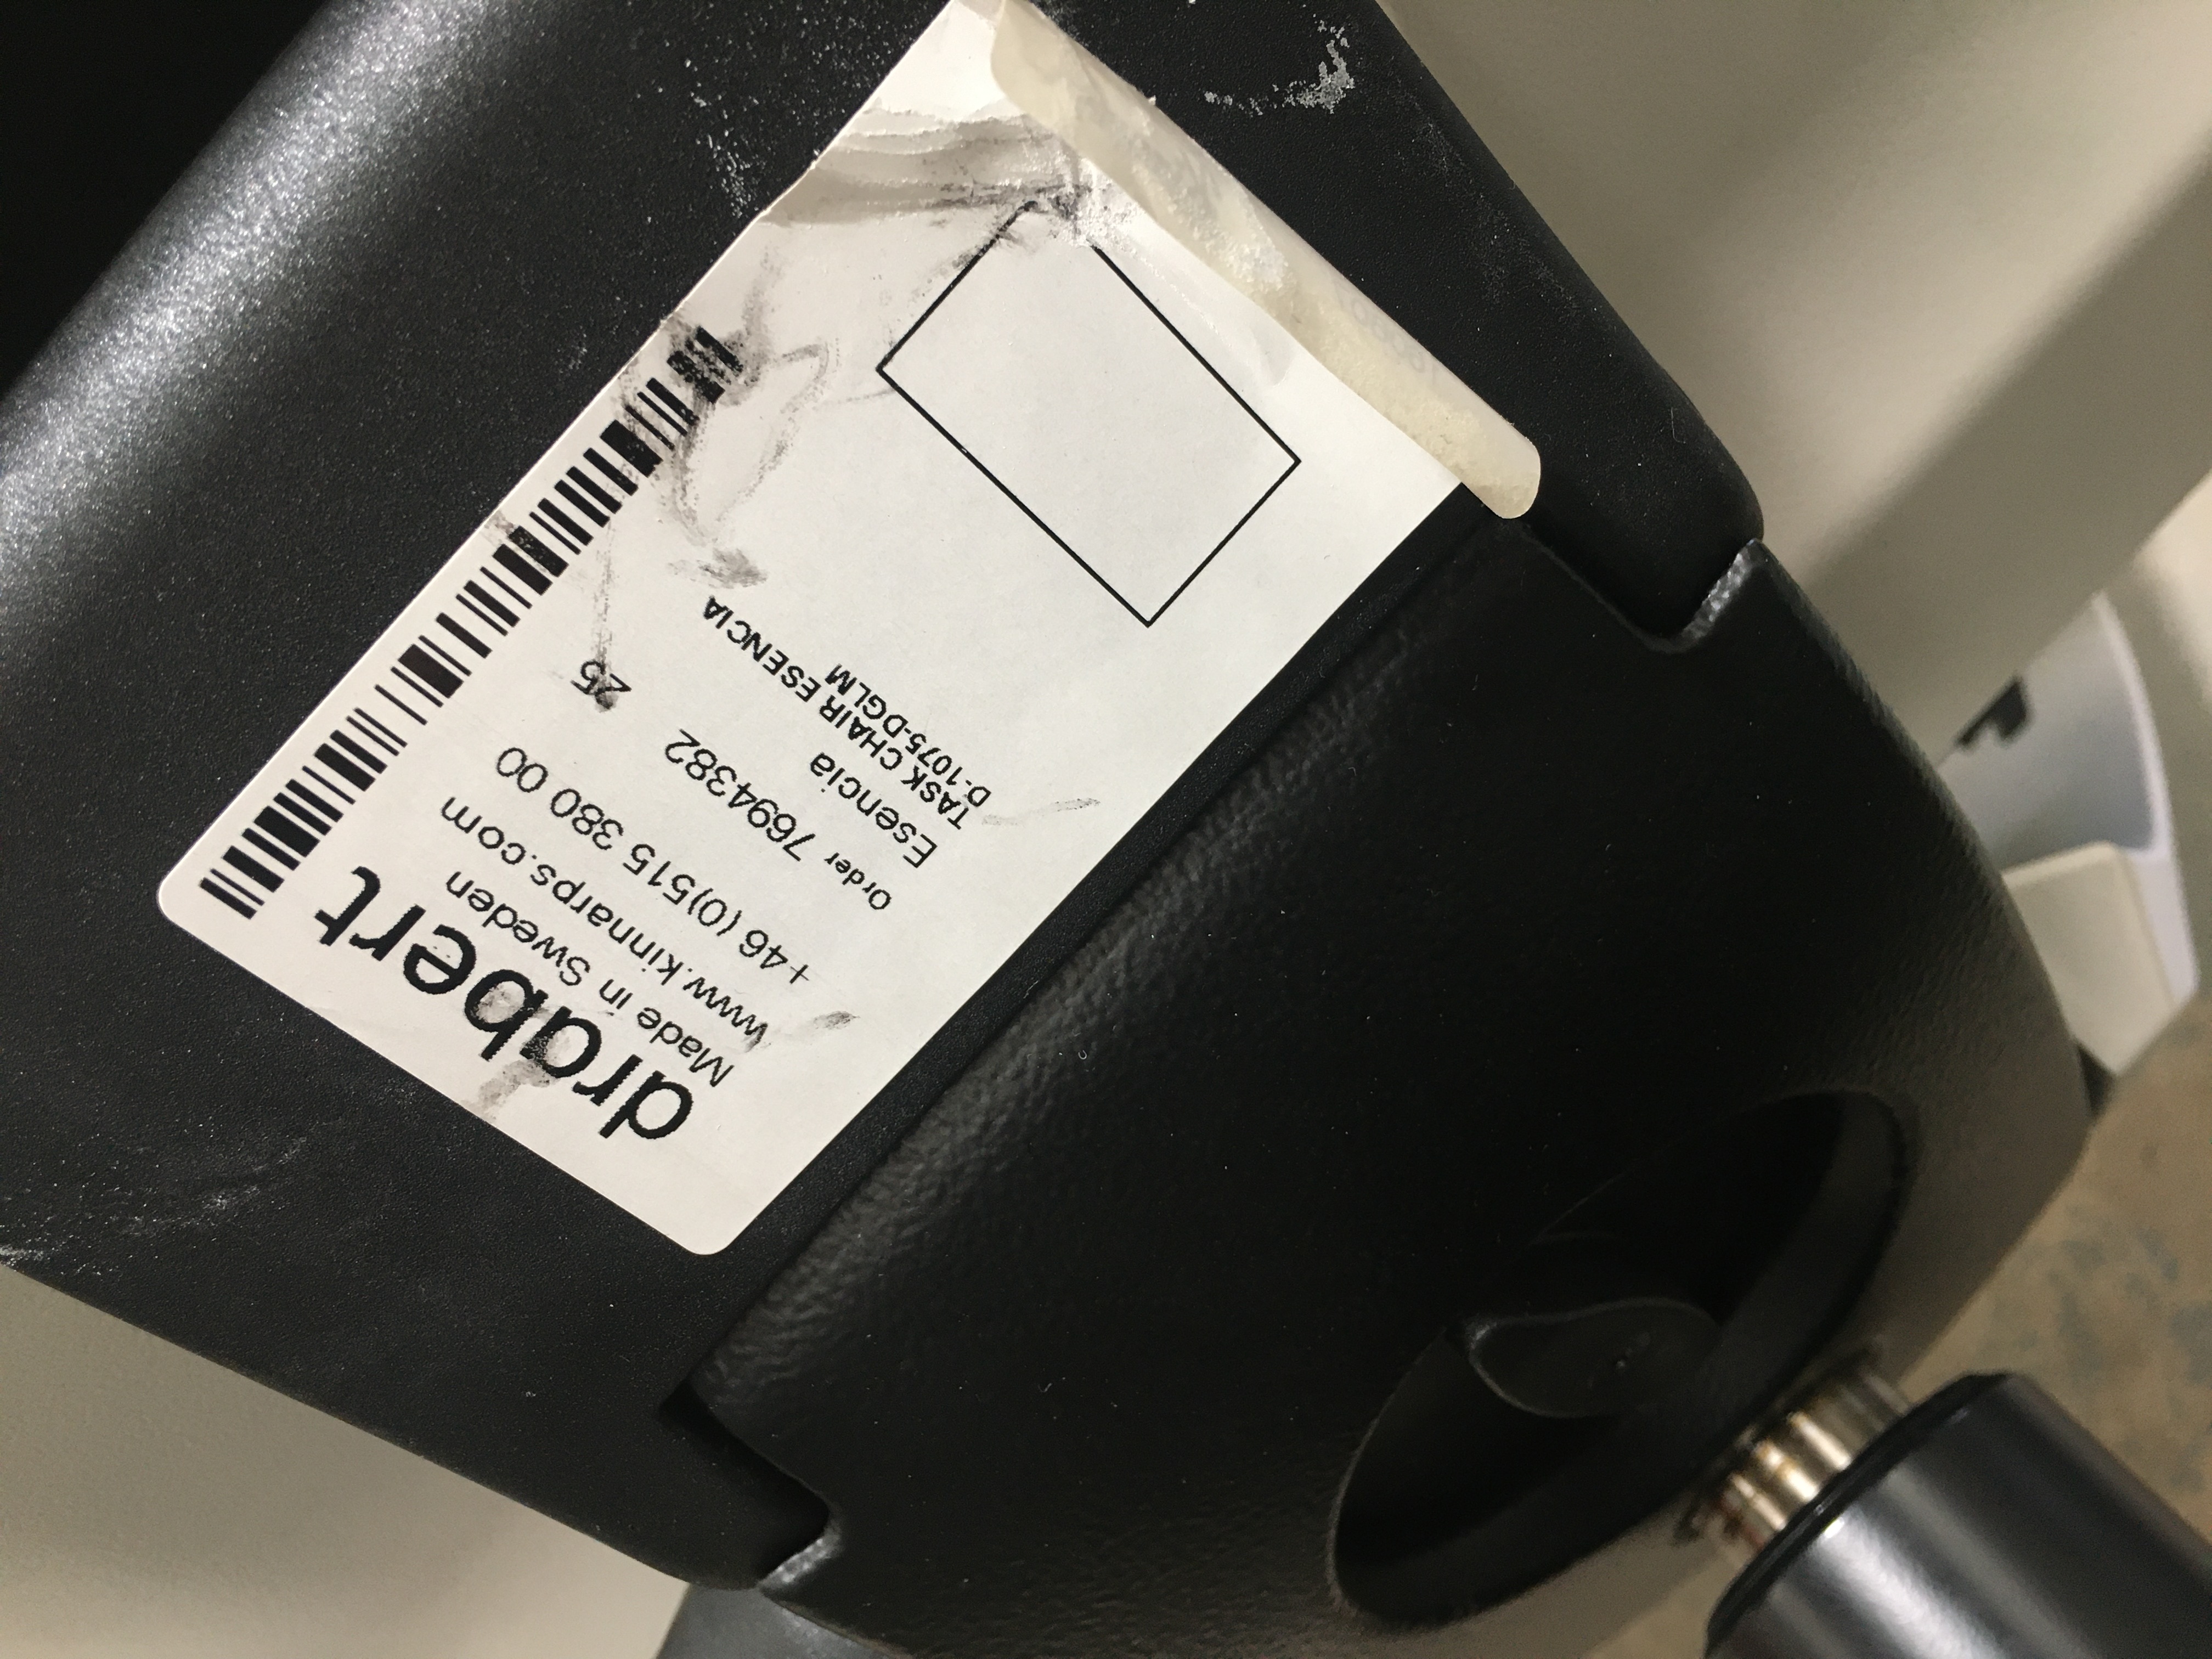 drabert
Made in Sweden
www.kinnarps.com
+46 (0)515 380 00
25
Order 7694382
Esencia
TASK CHAIR ESENCIA
D-1075-DGLM